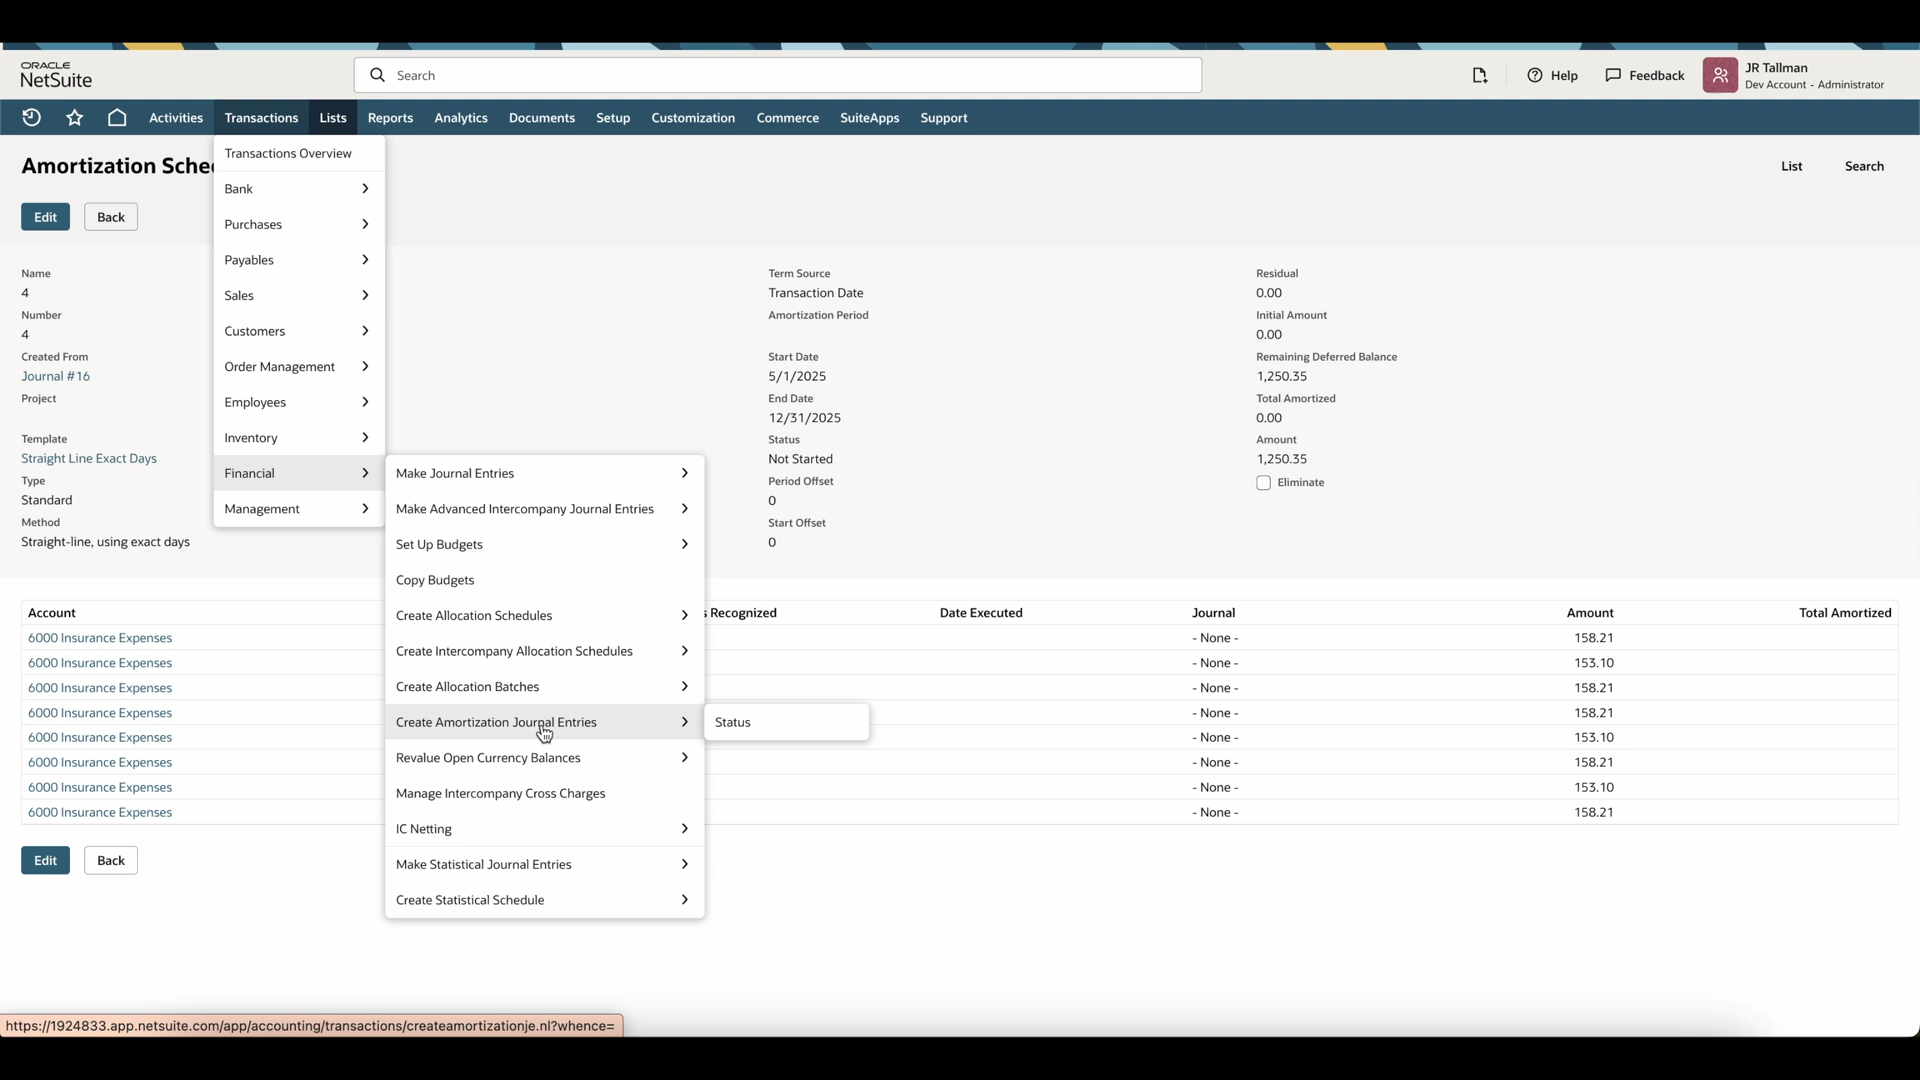 ORACLE
NetSuite
Search
Help
Feedback
JR Tallman
Dev Account - Administrator
Activities
Transactions
Lists
Reports
Analytics
Documents
Setup
Customization
Commerce
SuiteApps
Support
Amortization Sche
List
Search
Edit
Back
Transactions Overview
Bank
Purchases
Payables
Sales
Customers
Order Management
Employees
Inventory
Financial
Management
Make Journal Entries
Make Advanced Intercompany Journal Entries
Set Up Budgets
Copy Budgets
Create Allocation Schedules
Create Intercompany Allocation Schedules
Create Allocation Batches
Create Amortization Journal Entries
Revalue Open Currency Balances
Manage Intercompany Cross Charges
IC Netting
Make Statistical Journal Entries
Create Statistical Schedule
Status
Name
4
Number
4
Created From
Journal #16
Project
Template
Straight Line Exact Days
Type
Standard
Method
Straight-line, using exact days
Term Source
Transaction Date
Amortization Period
Start Date
5/1/2025
End Date
12/31/2025
Status
Not Started
Period Offset
0
Start Offset
0
Residual
0.00
Initial Amount
0.00
Remaining Deferred Balance
1,250.35
Total Amortized
0.00
Amount
1,250.35
Eliminate
Account s Recognized Date Executed Journal Amount Total Amortized
6000 Insurance Expenses - None - 158.21
6000 Insurance Expenses - None - 153.10
6000 Insurance Expenses - None - 158.21
6000 Insurance Expenses - None - 158.21
6000 Insurance Expenses - None - 153.10
6000 Insurance Expenses - None - 158.21
6000 Insurance Expenses - None - 153.10
6000 Insurance Expenses - None - 158.21
Edit
Back
https://1924833.app.netsuite.com/app/accounting/transactions/createamortizationje.nl?whence=